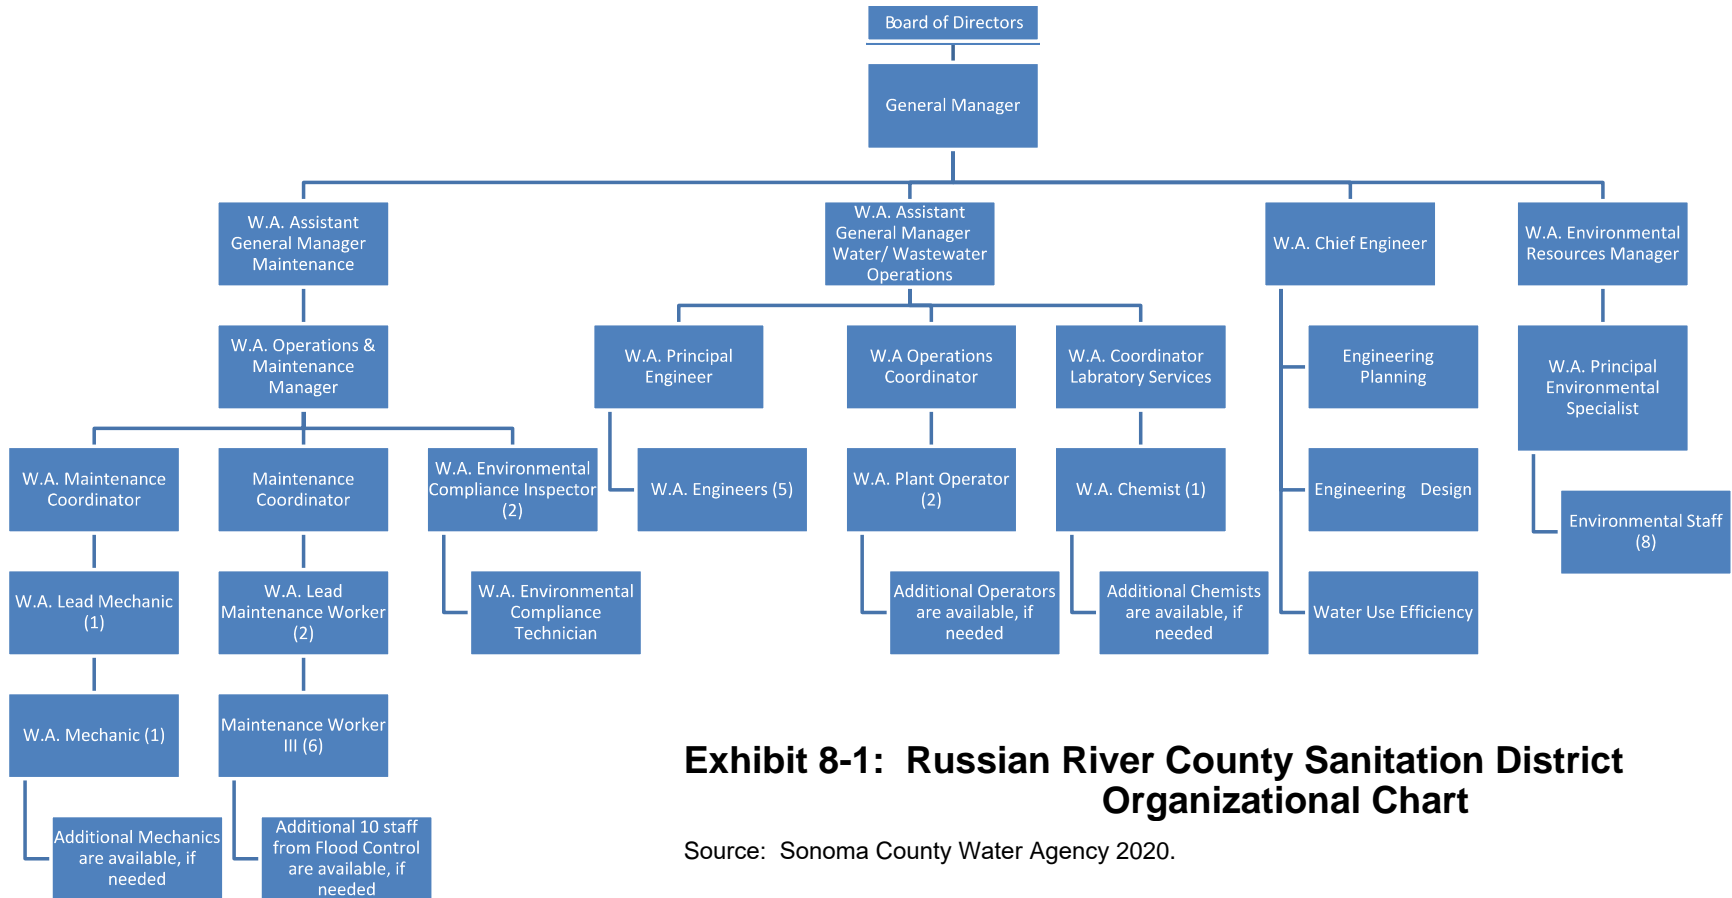 Board of Directors
General Manager
W.A. Assistant
General Manager
Maintenance
W.A. Assistant
General Manager
Water/ Wastewater
Operations
W.A. Chief Engineer
W.A. Environmental
Resources Manager
W.A. Operations &
Maintenance
Manager
W.A. Principal
Engineer
W.A Operations
Coordinator
W.A. Coordinator
Labratory Services
Engineering
Planning
W.A. Principal
Environmental
Specialist
W.A. Maintenance
Coordinator
Maintenance
Coordinator
W.A. Environmental
Compliance Inspector
(2)
W.A. Engineers (5)
W.A. Plant Operator
(2)
W.A. Chemist (1)
Engineering Design
Environmental Staff
(8)
W.A. Lead Mechanic
(1)
W.A. Lead
Maintenance Worker
(2)
W.A. Environmental
Compliance
Technician
Additional Operators
are available, if
needed
Additional Chemists
are available, if
needed
Water Use Efficiency
W.A. Mechanic (1)
Maintenance Worker
III (6)
Additional Mechanics
are available, if
needed
Additional 10 staff
from Flood Control
are available, if
needed
Exhibit 8-1: Russian River County Sanitation District
Organizational Chart
Source: Sonoma County Water Agency 2020.